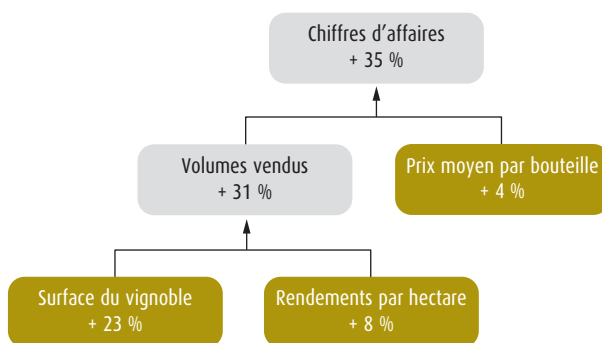 Chiffres d'affaires
+ 35 %
Volumes vendus
+ 31 %
Prix moyen par bouteille
+ 4 %
Surface du vignoble
+ 23 %
Rendements par hectare
+ 8 %